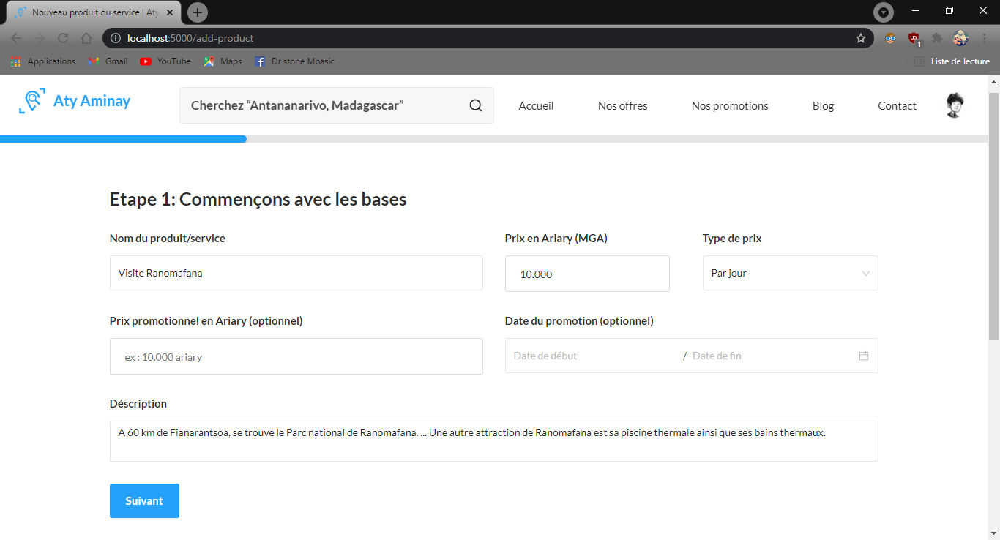 Nouveau produit ou service | Aty
localhost:5000/add-product
Applications Gmail YouTube Maps Dr stone Mbasic Liste de lecture
Aty Aminay
Cherchez “Antananarivo, Madagascar”
Accueil Nos offres Nos promotions Blog Contact
Etape 1: Commençons avec les bases
Nom du produit/service Prix en Ariary (MGA) Type de prix
Visite Ranomafana 10.000 Par jour
Prix promotionnel en Ariary (optionnel) Date du promotion (optionnel)
ex : 10.000 ariary Date de début / Date de fin
Déscription
A 60 km de Fianarantsoa, se trouve le Parc national de Ranomafana. ... Une autre attraction de Ranomafana est sa piscine thermale ainsi que ses bains thermaux.
Suivant